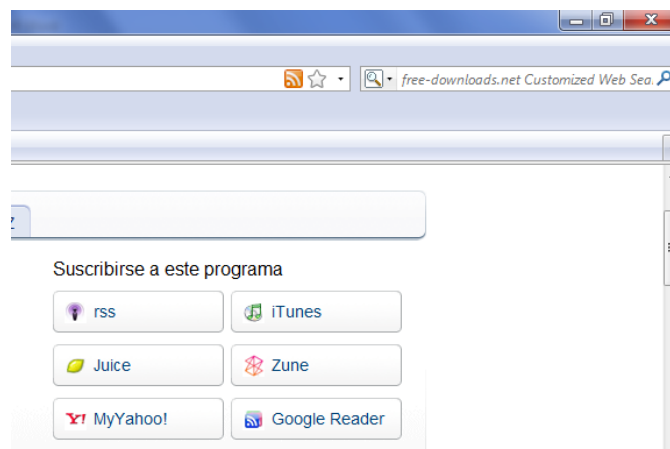 free-downloads.net Customized Web Sea.
Suscribirse a este programa
rss
iTunes
Juice
Zune
Y! MyYahoo!
Google Reader